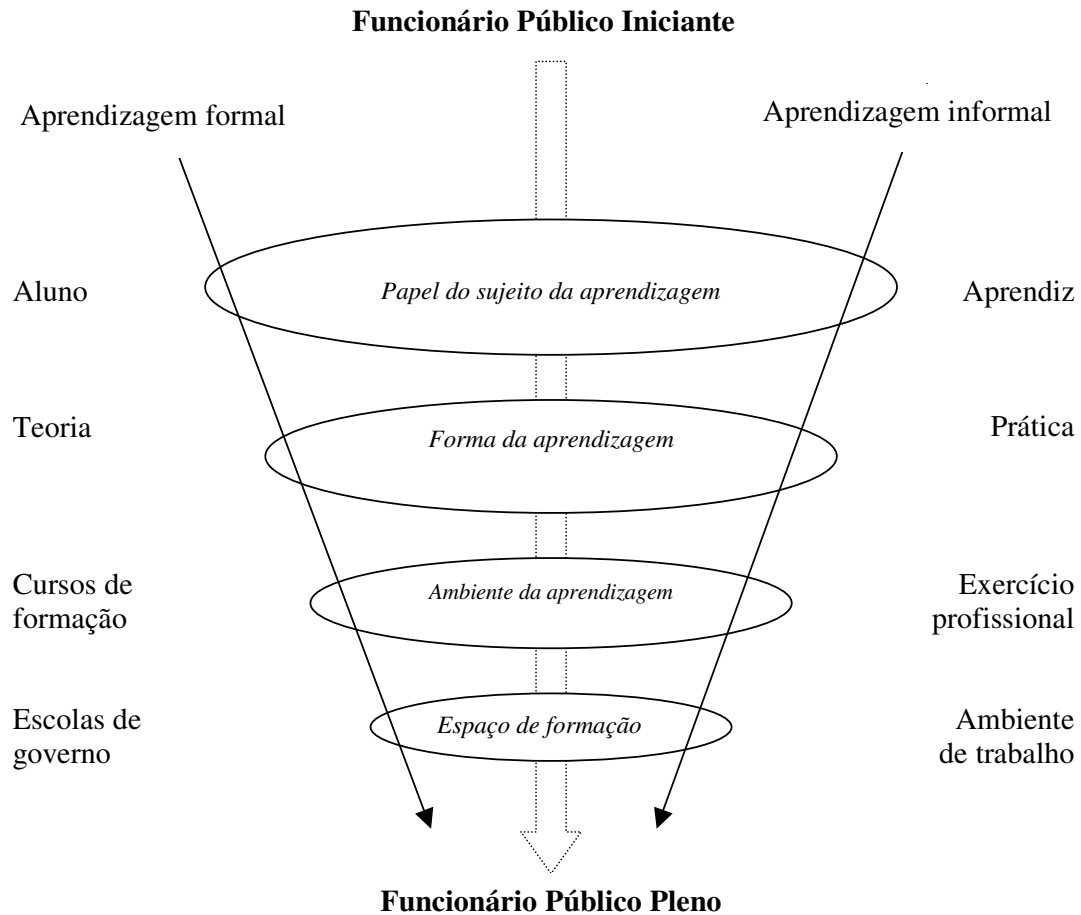 Funcionário Público Iniciante
Aprendizagem formal
Aprendizagem informal
Aluno
Papel do sujeito da aprendizagem
Aprendiz
Teoria
Forma da aprendizagem
Prática
Cursos de
formação
Ambiente da aprendizagem
Exercício
profissional
Escolas de
governo
Espaço de formação
Ambiente
de trabalho
Funcionário Público Pleno